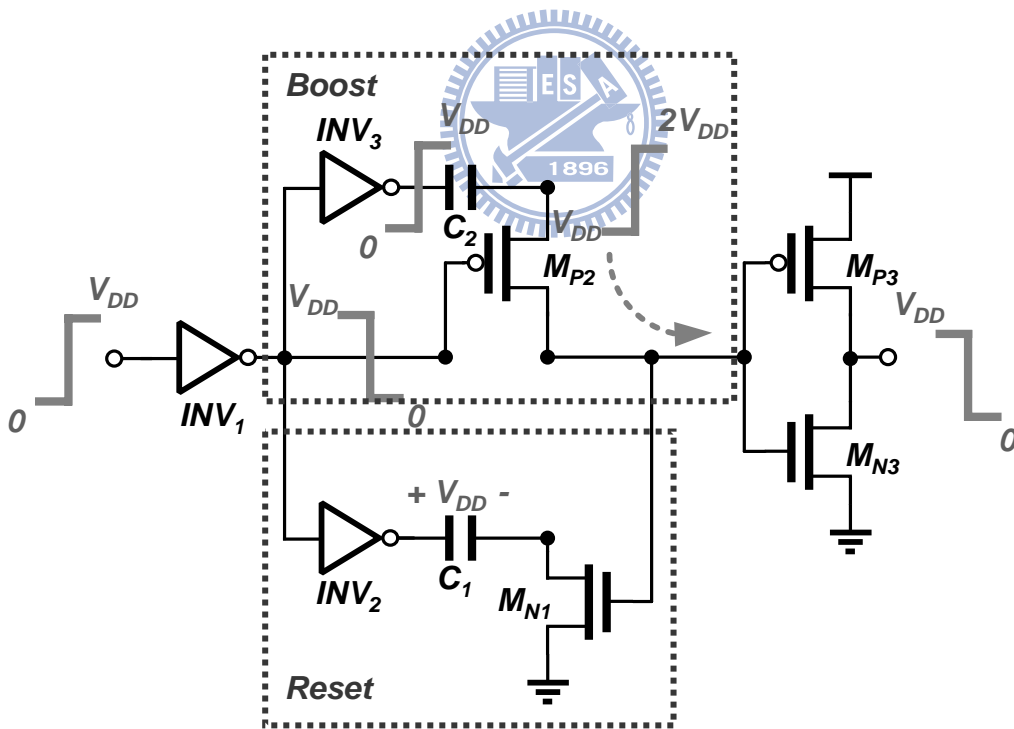 Boost
INV3
VDD
2VDD
E S A
1896
0
C2
VDD
MP2
MP3
VDD
VDD
VDD
0
INV1
0
0
MN3
+ VDD -
INV2
C1
MN1
Reset